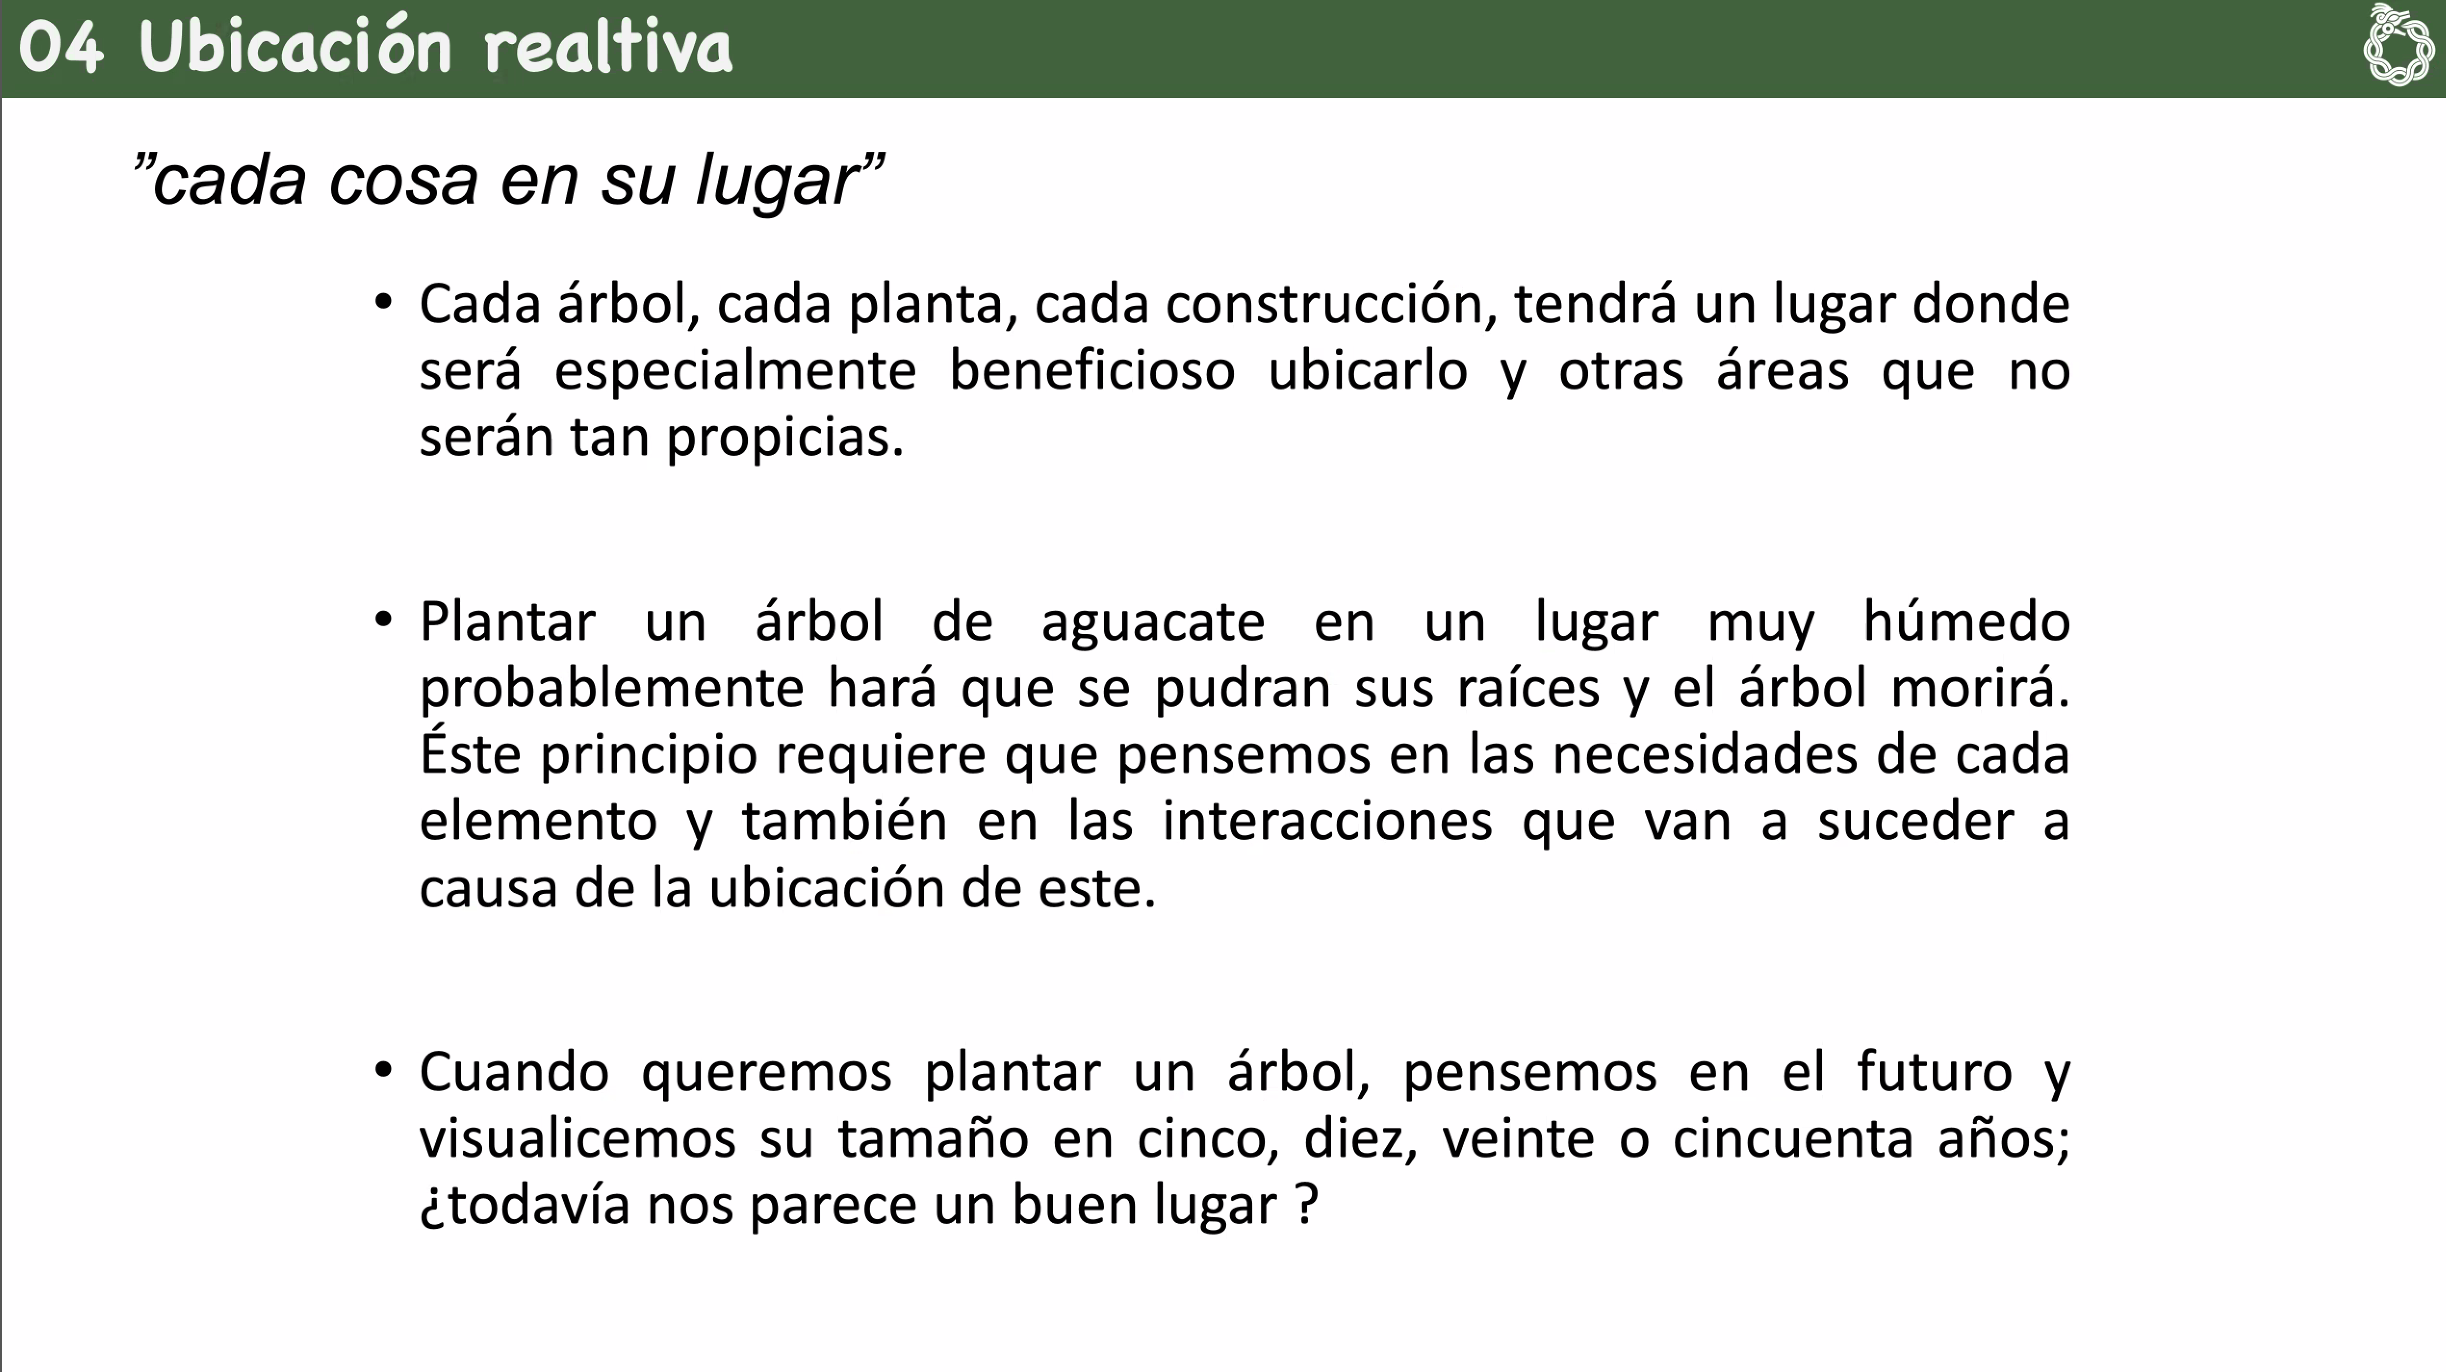 04 Ubicación realtiva
”cada cosa en su lugar”
• Cada árbol, cada planta, cada construcción, tendrá un lugar donde
será especialmente beneficioso ubicarlo y otras áreas que no
serán tan propicias.
• Plantar un árbol de aguacate en un lugar muy húmedo
probablemente hará que se pudran sus raíces y el árbol morirá.
Éste principio requiere que pensemos en las necesidades de cada
elemento y también en las interacciones que van a suceder a
causa de la ubicación de este.
• Cuando queremos plantar un árbol, pensemos en el futuro y
visualicemos su tamaño en cinco, diez, veinte o cincuenta años;
¿todavía nos parece un buen lugar ?